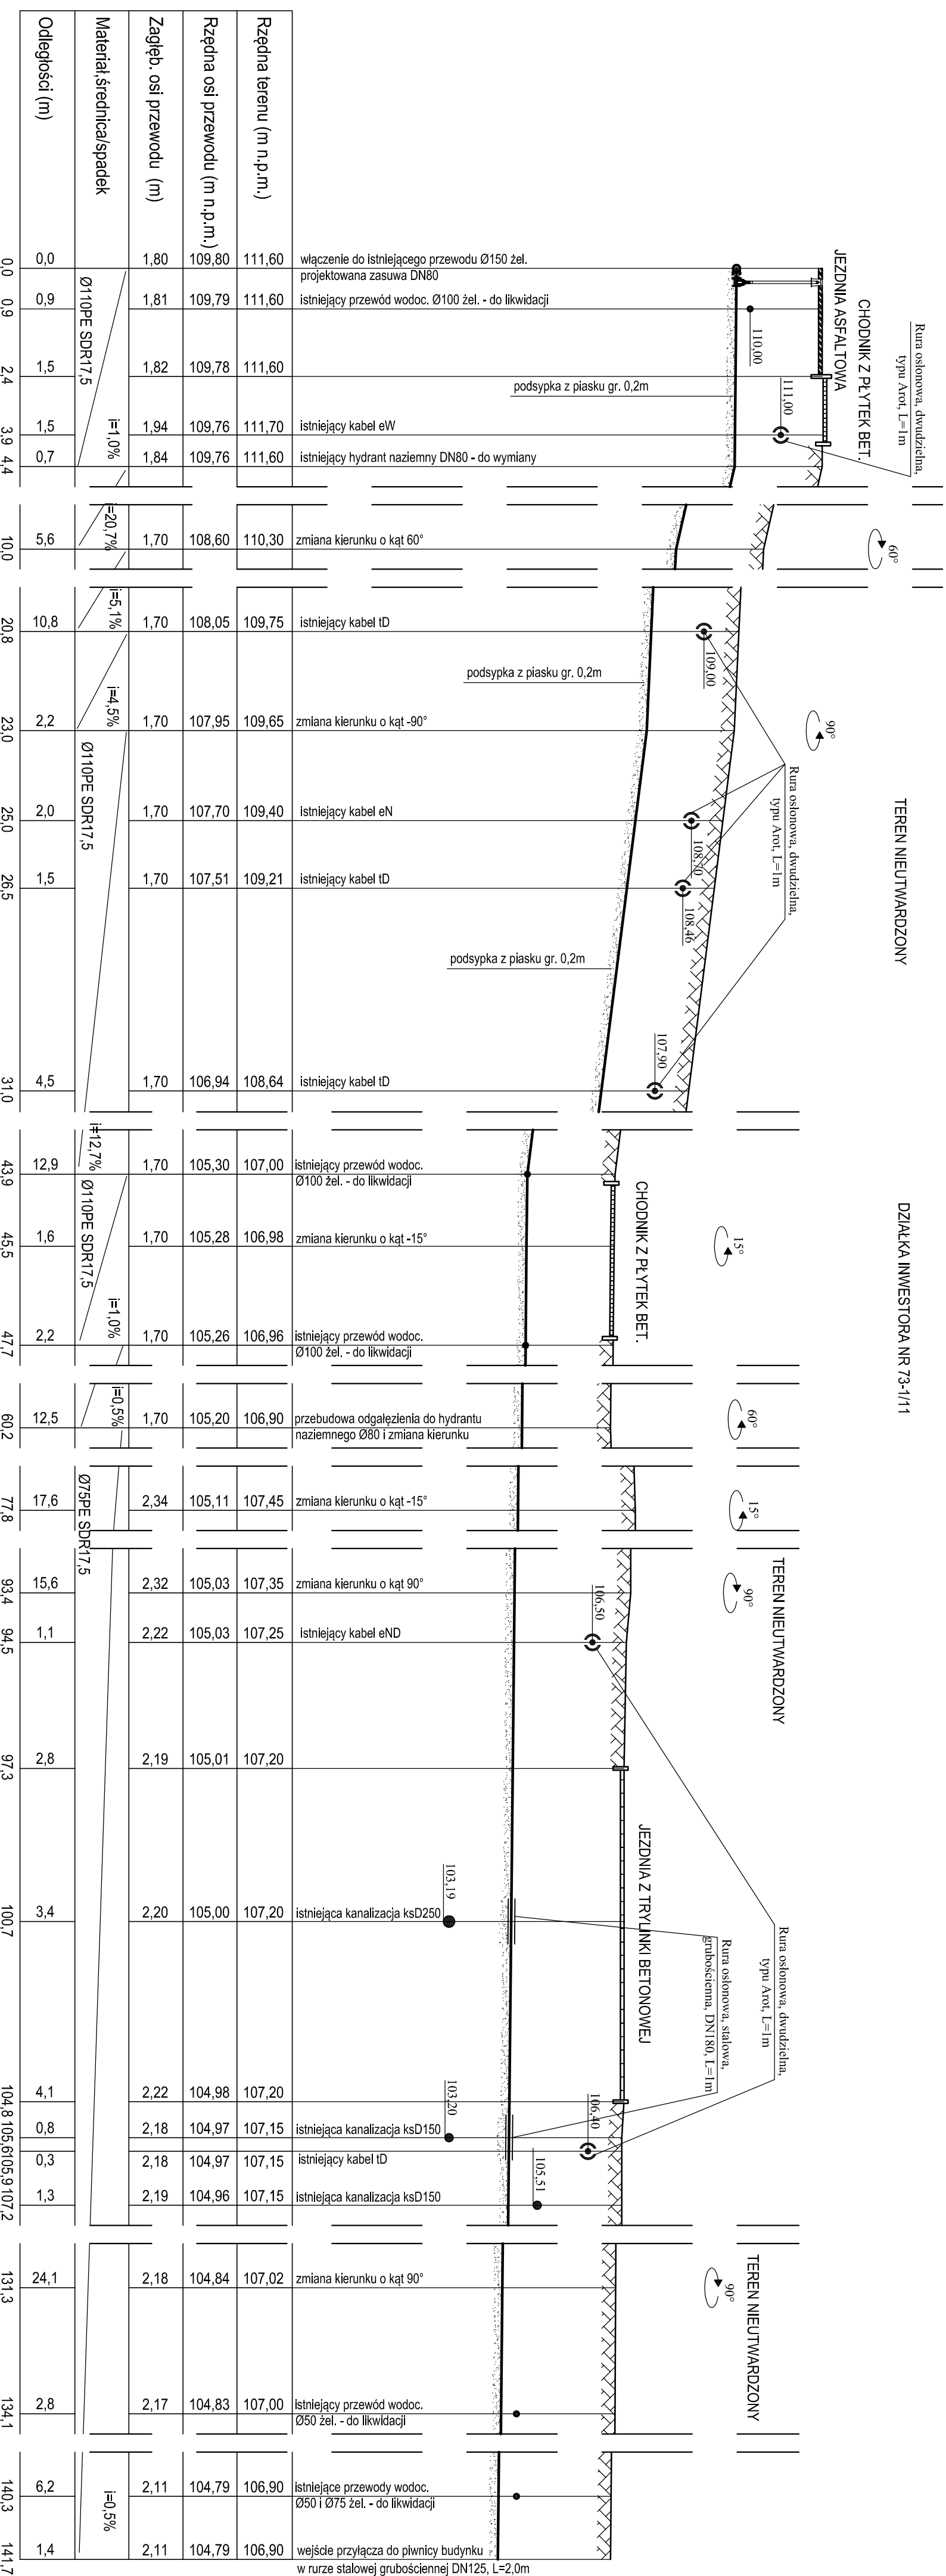 DZIAŁKA INWESTORA NR 73-1/11
Rura osłonowa, dwudzielna,
typu Arot, L=1m
CHODNIK Z PŁYTEK BET.
JEZDNIA ASFALTOWA
60°
TEREN NIEUTWARDZONY
90°
Rura osłonowa, dwudzielna,
typu Arot, L=1m
15°
CHODNIK Z PŁYTEK BET.
60°
15°
TEREN NIEUTWARDZONY
90°
Rura osłonowa, dwudzielna,
typu Arot, L=1m
Rura osłonowa, stalowa,
grubościenna, DN180, L=1m
JEZDNIA Z TRYLINKI BETONOWEJ
TEREN NIEUTWARDZONY
90°
110,00
111,00
109,00
108,70
108,46
107,90
106,50
103,19
103,20
106,40
105,51
podsypka z piasku gr. 0,2m
podsypka z piasku gr. 0,2m
podsypka z piasku gr. 0,2m
włączenie do istniejącego przewodu Ø150 żel.
projektowana zasuwa DN80
istniejący przewód wodoc. Ø100 żel. - do likwidacji
istniejący kabel eW
istniejący hydrant naziemny DN80 - do wymiany
zmiana kierunku o kąt 60°
istniejący kabel tD
zmiana kierunku o kąt -90°
istniejący kabel eN
istniejący kabel tD
istniejący kabel tD
istniejący przewód wodoc.
Ø100 żel. - do likwidacji
zmiana kierunku o kąt -15°
istniejący przewód wodoc.
Ø100 żel. - do likwidacji
przebudowa odgałęzienia do hydrantu
naziemnego Ø80 i zmiana kierunku
zmiana kierunku o kąt -15°
zmiana kierunku o kąt 90°
istniejący kabel eND
istniejąca kanalizacja ksD250
istniejąca kanalizacja ksD150
istniejący kabel tD
istniejąca kanalizacja ksD150
zmiana kierunku o kąt 90°
istniejący przewód wodoc.
Ø50 żel. - do likwidacji
istniejące przewody wodoc.
Ø50 i Ø75 żel. - do likwidacji
wejście przyłącza do piwnicy budynku
w rurze stalowej grubościennej DN125, L=2,0m
Rzędna terenu (m n.p.m.) 111,60 111,60 111,60 111,70 111,60 110,30 109,75 109,65 109,40 109,21 108,64 107,00 106,98 106,96 106,90 107,45 107,35 107,25 107,20 107,20 107,20 107,15 107,15 107,15 107,02 107,00 106,90 106,90
Rzędna osi przewodu (m n.p.m.) 109,80 109,79 109,78 109,76 109,76 108,60 108,05 107,95 107,70 107,51 106,94 105,30 105,28 105,26 105,20 105,11 105,03 105,03 105,01 105,00 104,98 104,97 104,97 104,96 104,84 104,83 104,79 104,79
Zagłęb. osi przewodu (m) 1,80 1,81 1,82 1,94 1,84 1,70 1,70 1,70 1,70 1,70 1,70 1,70 1,70 1,70 1,70 2,34 2,32 2,22 2,19 2,20 2,22 2,18 2,18 2,19 2,18 2,17 2,11 2,11
Materiał,średnica/spadek Ø110PE SDR17,5 i=1,0% i=20,7% i=5,1% i=4,5% Ø110PE SDR17,5 i=12,7% Ø110PE SDR17,5 i=1,0% i=0,5% Ø75PE SDR17,5 i=0,5%
Odległości (m) 0,0 0,9 1,5 1,5 0,7 5,6 10,8 2,2 2,0 1,5 4,5 12,9 1,6 2,2 12,5 17,6 15,6 1,1 2,8 3,4 4,1 0,8 0,3 1,3 24,1 2,8 6,2 1,4
0,0 0,9 2,4 3,9 4,4 10,0 20,8 23,0 25,0 26,5 31,0 43,9 45,5 47,7 60,2 77,8 93,4 94,5 97,3 100,7 104,8 105,6 105,9 107,2 131,3 134,1 140,3 141,7